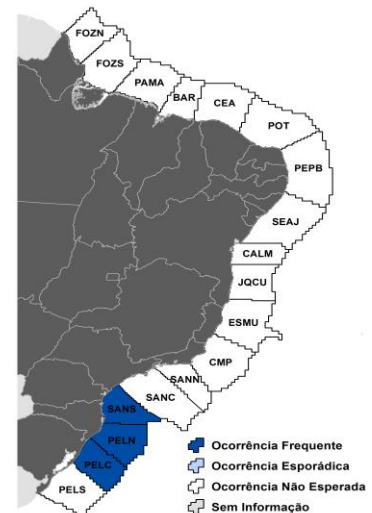 FOZN
FOZS
PAMA
BAR
CEA
POT
PEPB
SEAJ
CALM
JQCU
ESMU
CMP
SANN
SANC
SANS
PELN
PELC
PELS
Ocorrência Frequente
Ocorrência Esporádica
Ocorrência Não Esperada
Sem Informação